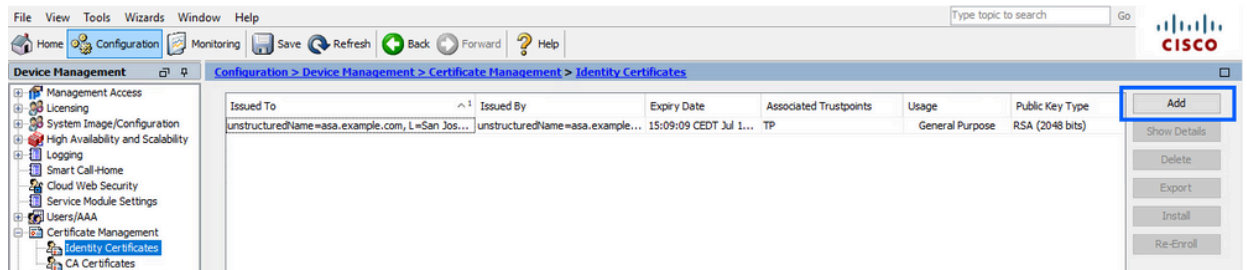 File View Tools Wizards Window Help Type topic to search Go
Home Configuration Monitoring Save Refresh Back Forward Help
CISCO
Device Management Configuration > Device Management > Certificate Management > Identity Certificates
Management Access
Licensing
System Image/Configuration
High Availability and Scalability
Logging
Smart Call-Home
Cloud Web Security
Service Module Settings
Users/AAA
Certificate Management
Identity Certificates
CA Certificates
Issued To 1 Issued By Expiry Date Associated Trustpoints Usage Public Key Type
unstructuredName=asa.example.com, L=San Jos... unstructuredName=asa.example... 15:09:09 CEDT Jul 1... TP General Purpose RSA (2048 bits)
Add
Show Details
Delete
Export
Install
Re-Enroll